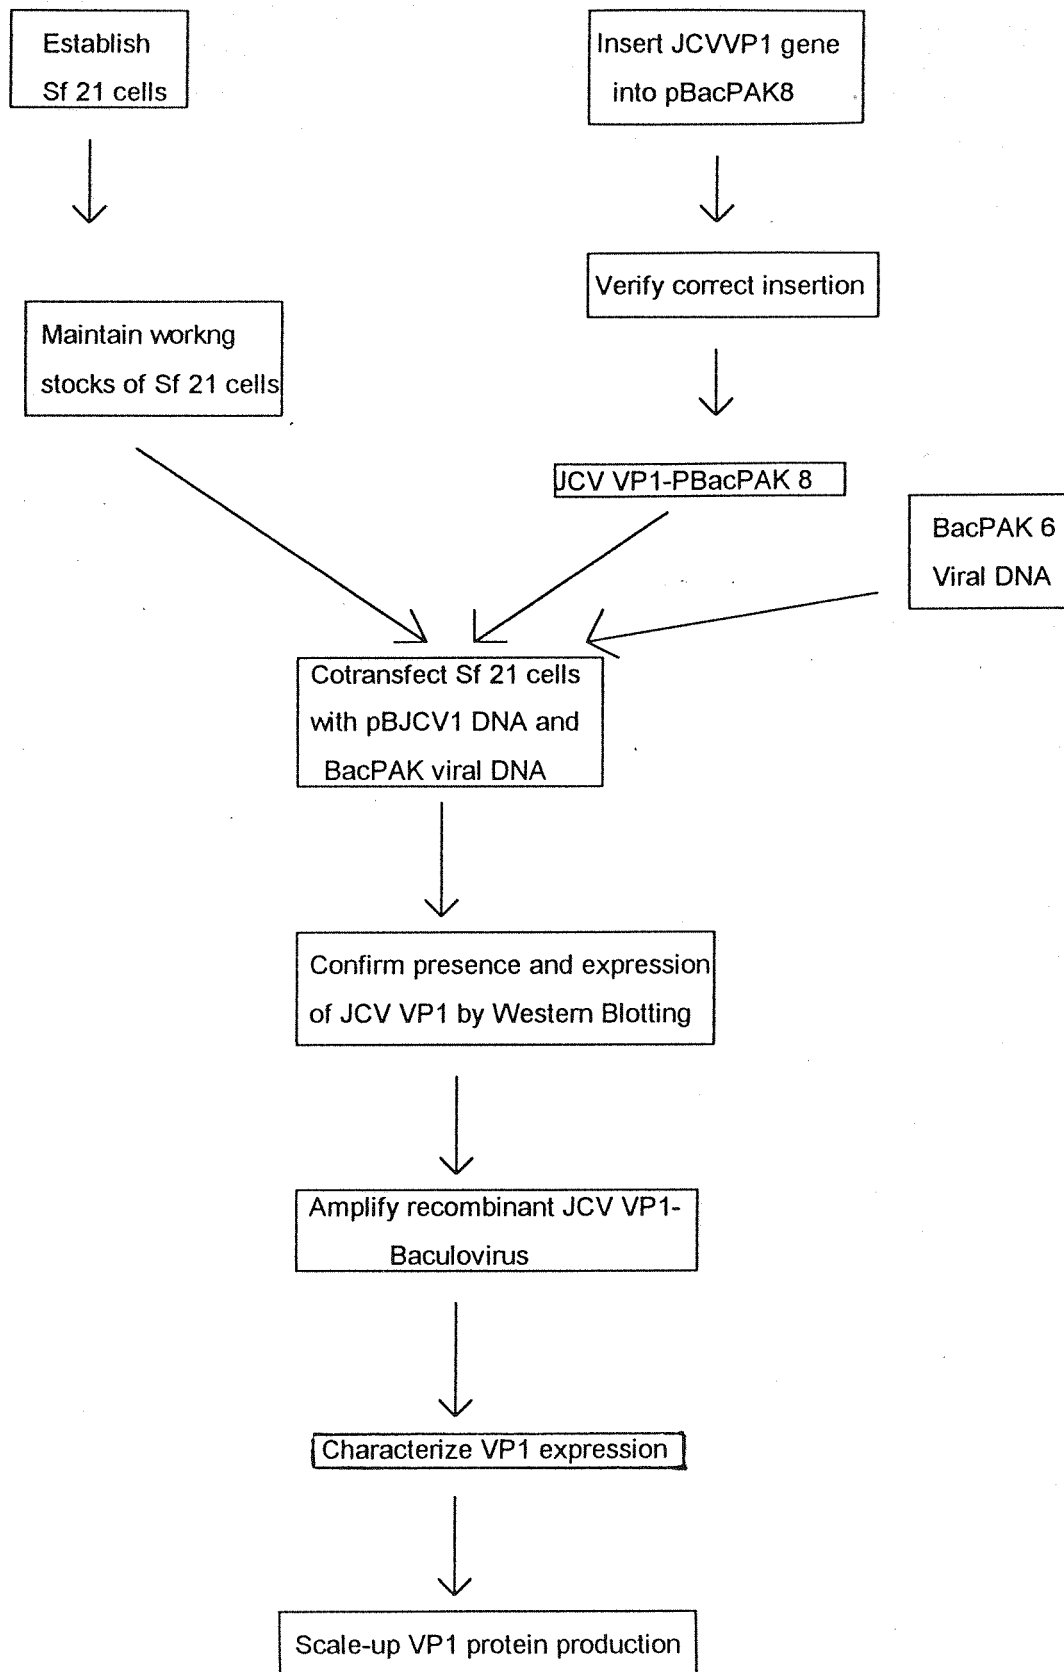 Establish
Sf 21 cells
Insert JCVVP1 gene
into pBacPAK8
Verify correct insertion
Maintain workng
stocks of Sf 21 cells
JCV VP1-PBacPAK 8
BacPAK 6
Viral DNA
Cotransfect Sf 21 cells
with pBJCV1 DNA and
BacPAK viral DNA
Confirm presence and expression
of JCV VP1 by Western Blotting
Amplify recombinant JCV VP1-
Baculovirus
Characterize VP1 expression
Scale-up VP1 protein production